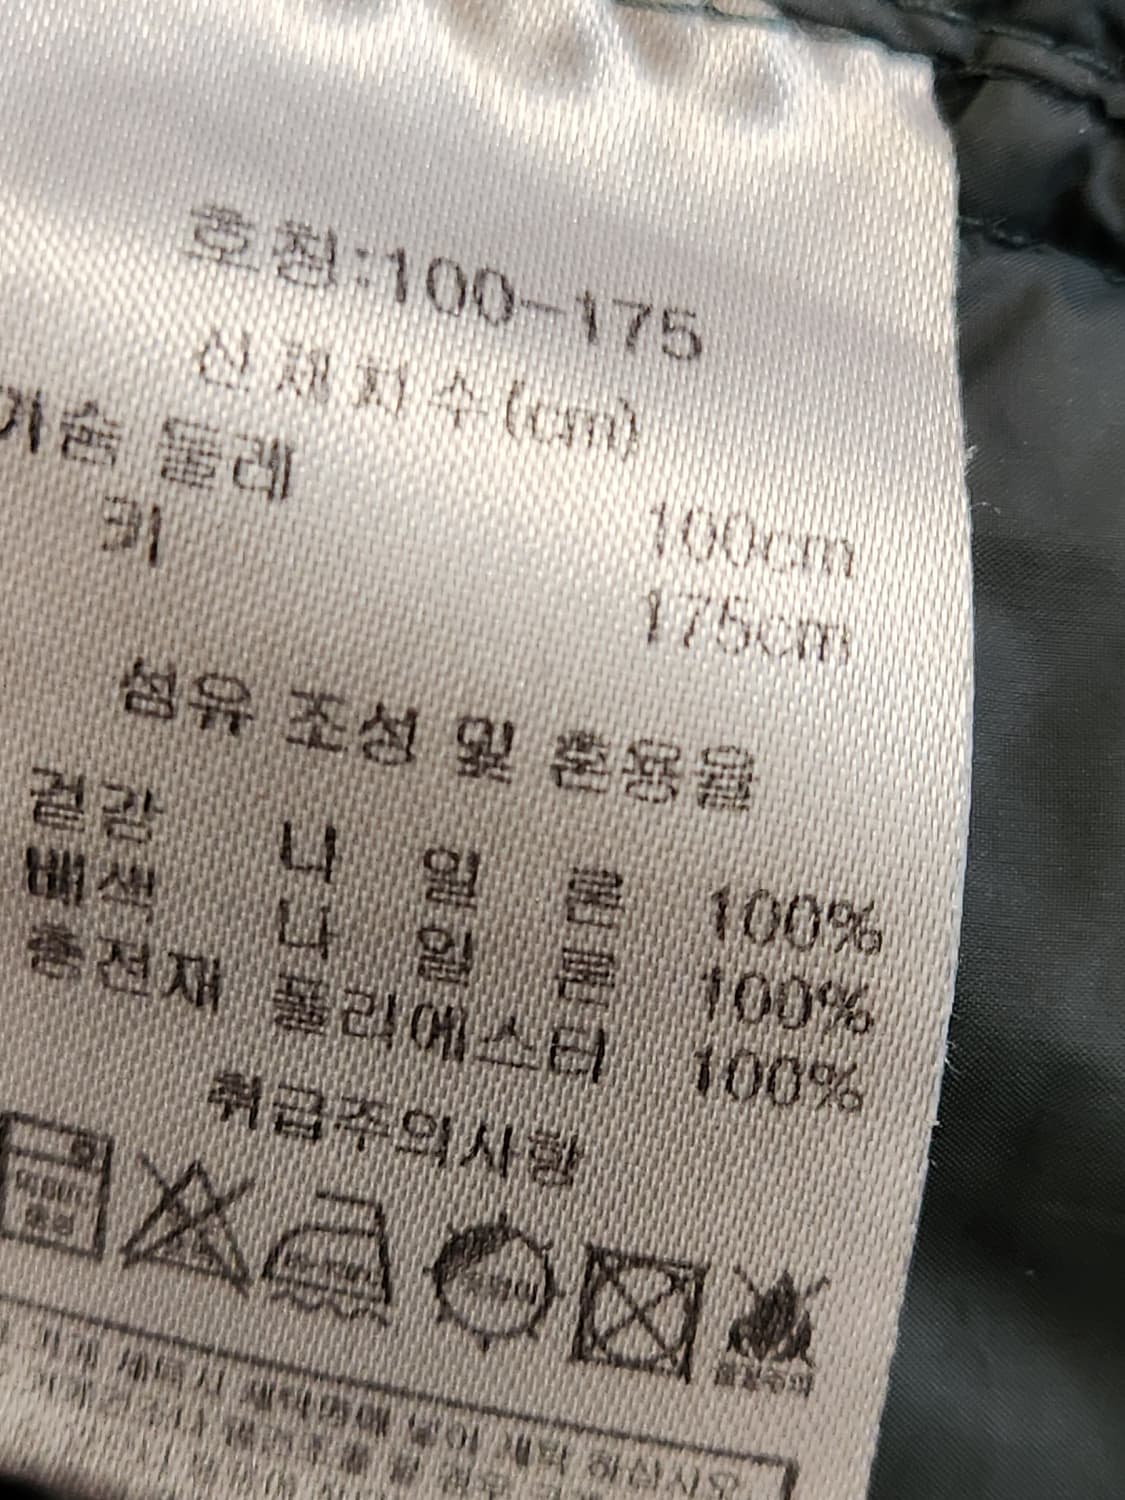 호칭:100-175
신체치수(cm)
가슴 둘레 100cm
키 175cm
섬유 조성 및 혼용율
겉감 나 일 론 100%
배색 나 일 론 100%
충전재 폴리에스터 100%
취급주의사항